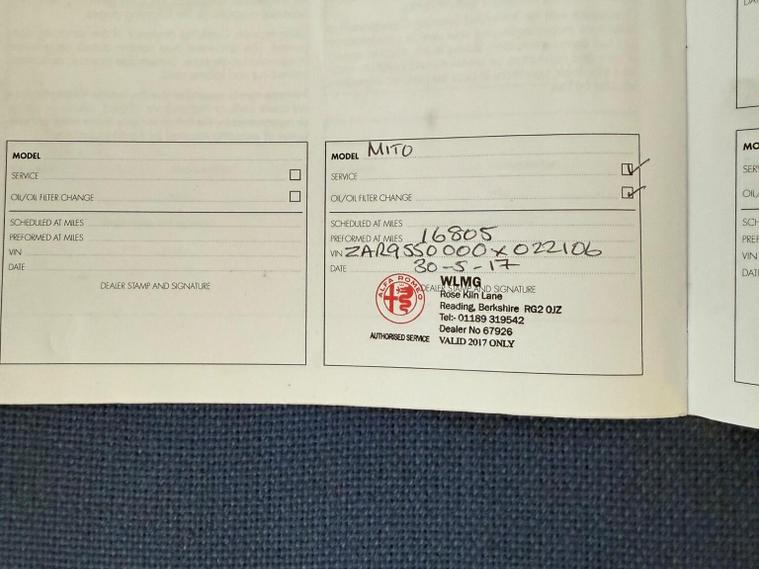 MODEL
SERVICE
OIL/OIL FILTER CHANGE
SCHEDULED AT MILES
PREFORMED AT MILES
VIN
DATE
DEALER STAMP AND SIGNATURE
MODEL MITO
SERVICE
OIL/OIL FILTER CHANGE
SCHEDULED AT MILES
PREFORMED AT MILES 16805
VIN ZAR9550000X022106
DATE 30-5-17
DEALER STAMP AND SIGNATURE
ALFA ROMEO
AUTHORISED SERVICE
WLMG
Rose Kiln Lane
Reading, Berkshire RG2 0JZ
Tel:- 01189 319542
Dealer No 67926
VALID 2017 ONLY
VIN